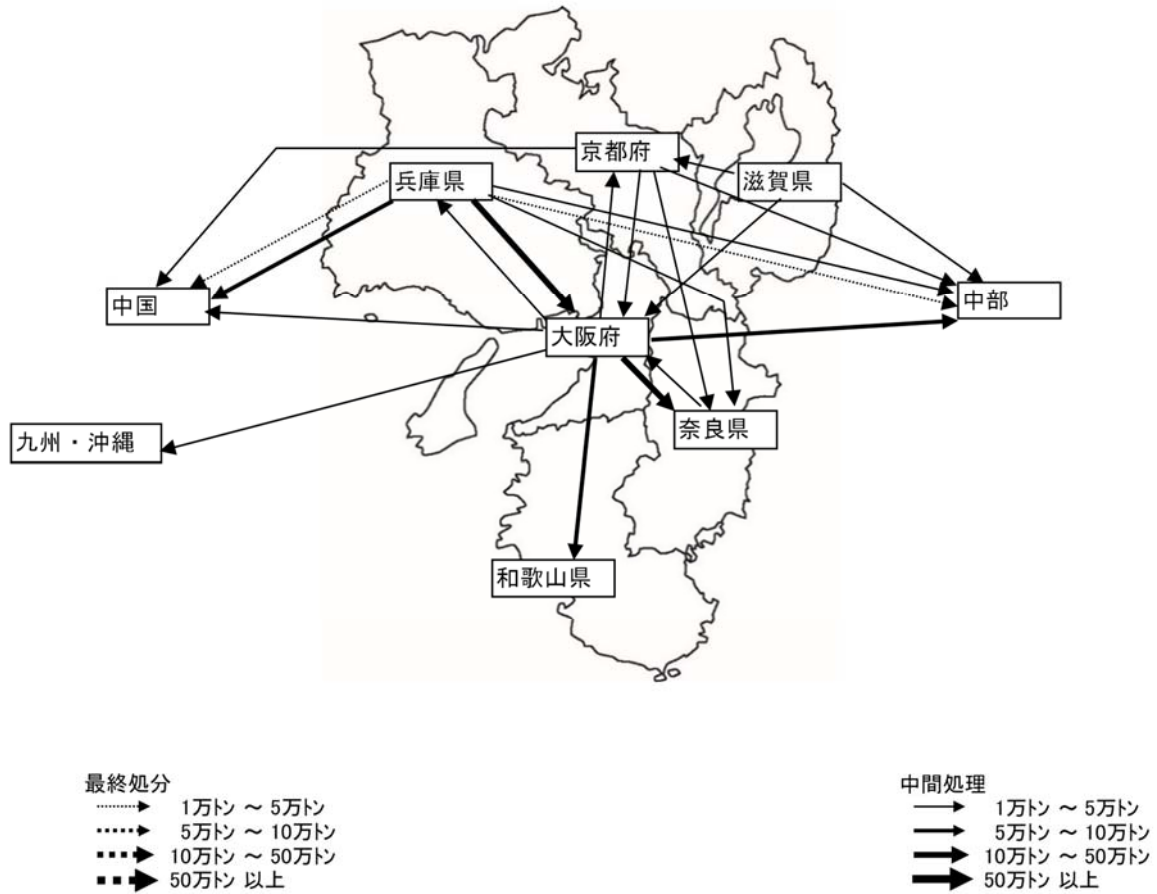 京都府
兵庫県
滋賀県
中国
中部
大阪府
奈良県
九州・沖縄
和歌山県
最終処分
1万トン ～ 5万トン
5万トン ～ 10万トン
10万トン ～ 50万トン
50万トン 以上
中間処理
1万トン ～ 5万トン
5万トン ～ 10万トン
10万トン ～ 50万トン
50万トン 以上